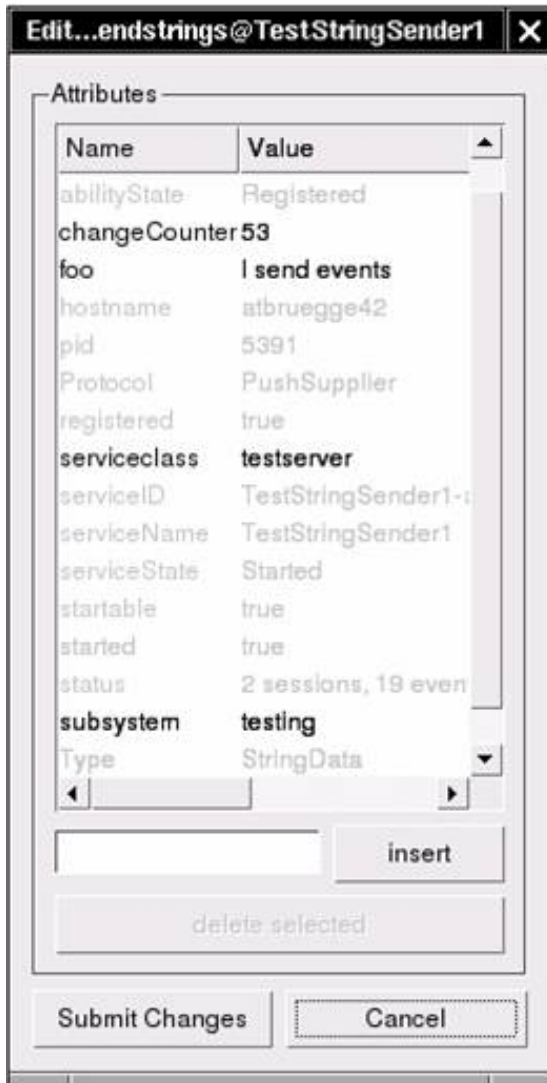 Edit...endstrings@TestStringSender1
Attributes
Name Value
abilityState Registered
changeCounter 53
foo I send events
hostname atbruegge42
pid 5391
Protocol PushSupplier
registered true
serviceclass testserver
serviceID TestStringSender1-
serviceName TestStringSender1
serviceState Started
startable true
started true
status 2 sessions, 19 even
subsystem testing
Type StringData
insert
delete selected
Submit Changes Cancel